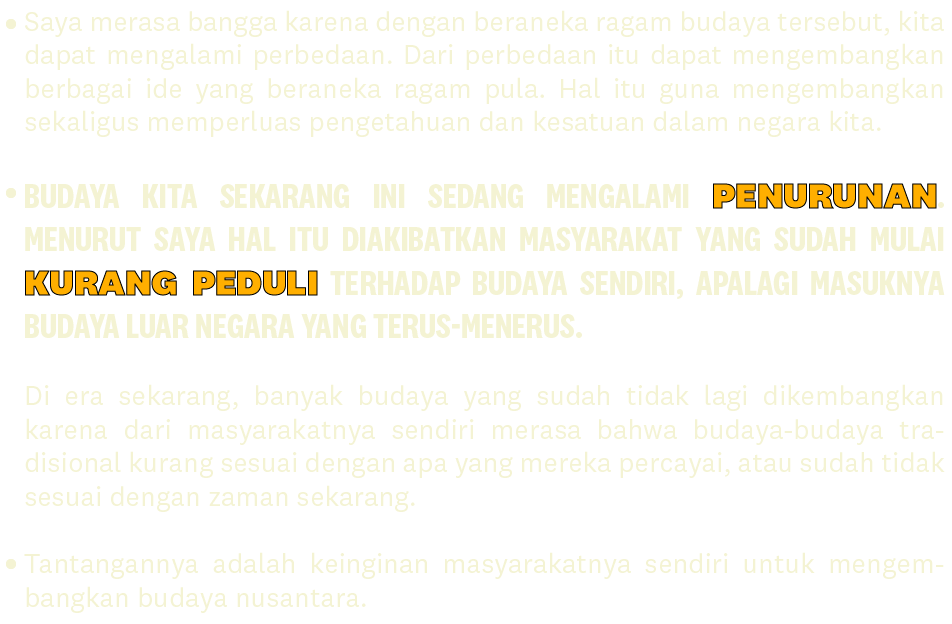 • Saya merasa bangga karena dengan beraneka ragam budaya tersebut, kita
dapat mengalami perbedaan. Dari perbedaan itu dapat mengembangkan
berbagai ide yang beraneka ragam pula. Hal itu guna mengembangkan
sekaligus memperluas pengetahuan dan kesatuan dalam negara kita.
• BUDAYA KITA SEKARANG INI SEDANG MENGALAMI PENURUNAN.
MENURUT SAYA HAL ITU DIAKIBATKAN MASYARAKAT YANG SUDAH MULAI
KURANG PEDULI TERHADAP BUDAYA SENDIRI, APALAGI MASUKNYA
BUDAYA LUAR NEGARA YANG TERUS-MENERUS.
Di era sekarang, banyak budaya yang sudah tidak lagi dikembangkan
karena dari masyarakatnya sendiri merasa bahwa budaya-budaya tra-
disional kurang sesuai dengan apa yang mereka percayai, atau sudah tidak
sesuai dengan zaman sekarang.
• Tantangannya adalah keinginan masyarakatnya sendiri untuk mengem-
bangkan budaya nusantara.